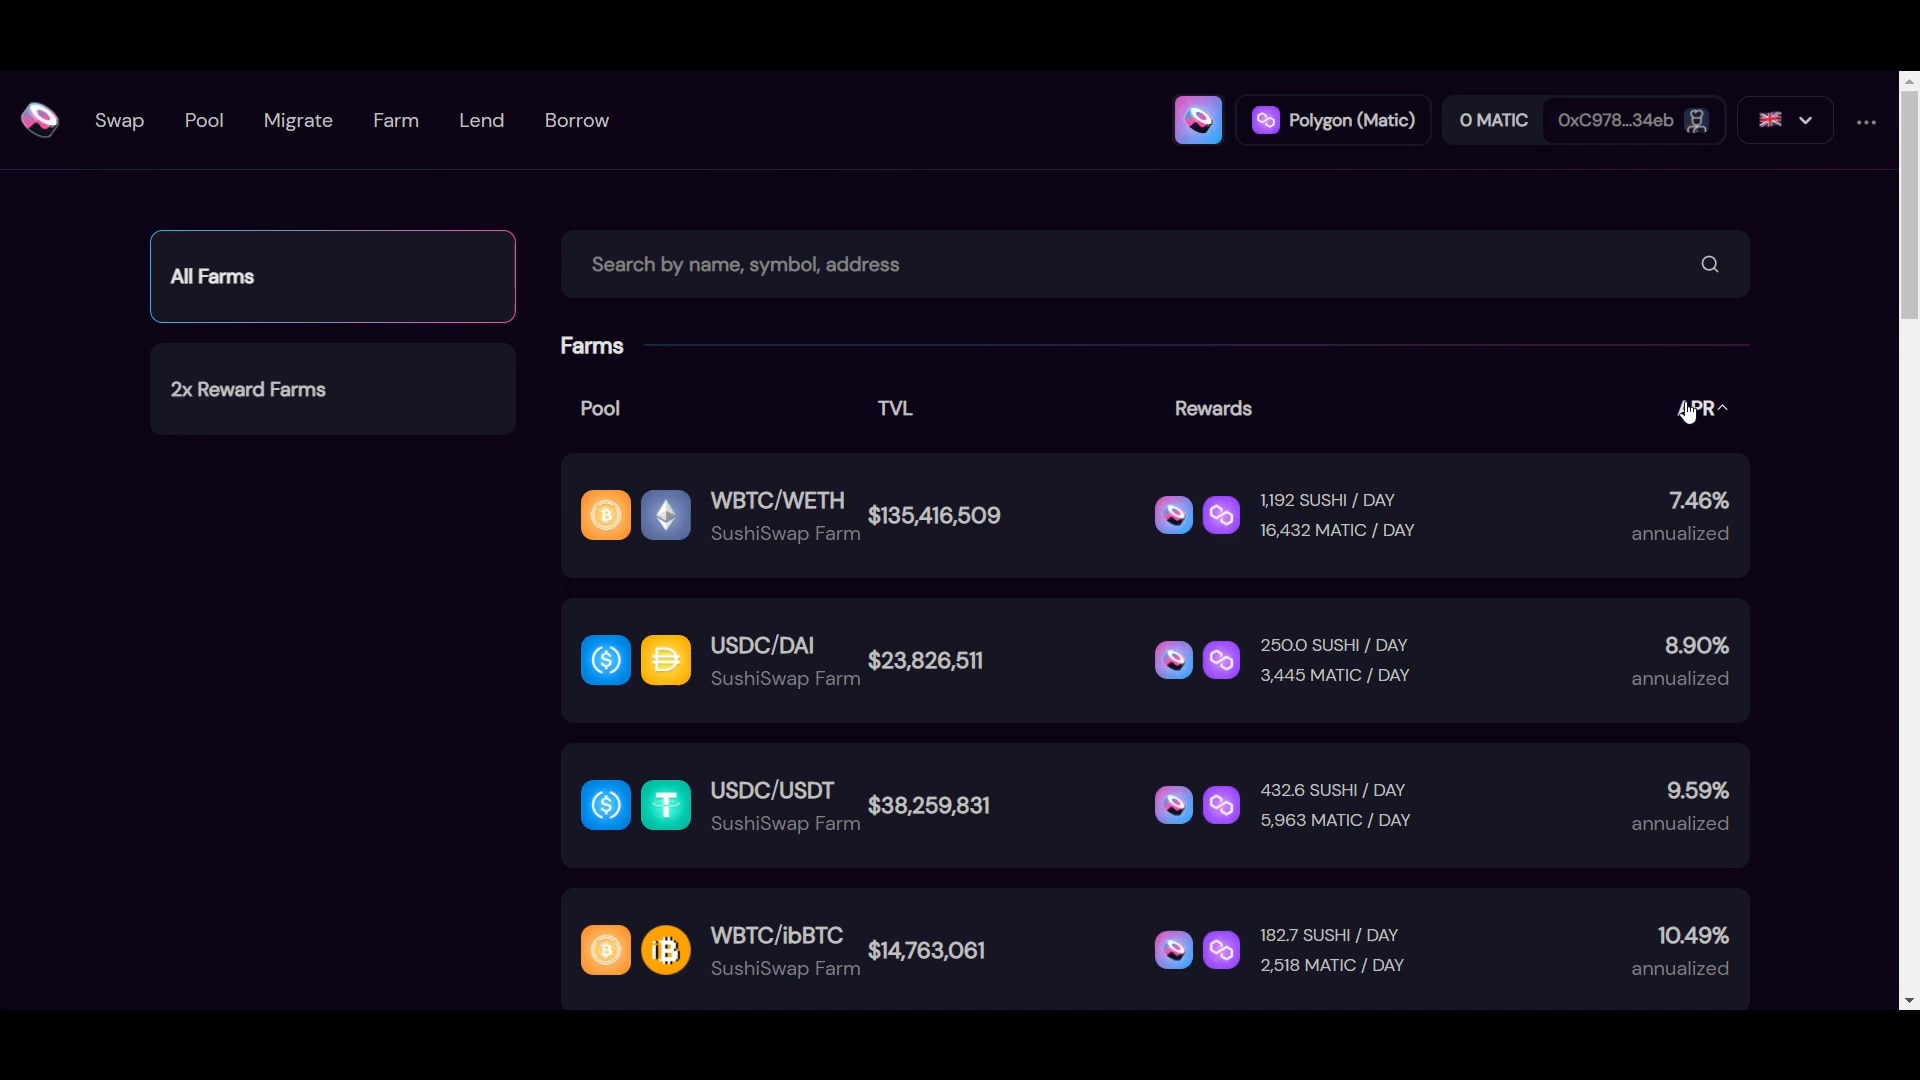 Swap Pool Migrate Farm Lend Borrow
Polygon (Matic) 0 MATIC 0xC978...34eb
All Farms
2x Reward Farms
Search by name, symbol, address
Farms
Pool TVL Rewards APR
WBTC/WETH
SushiSwap Farm
$135,416,509
1,192 SUSHI / DAY
16,432 MATIC / DAY
7.46%
annualized
USDC/DAI
SushiSwap Farm
$23,826,511
250.0 SUSHI / DAY
3,445 MATIC / DAY
8.90%
annualized
USDC/USDT
SushiSwap Farm
$38,259,831
432.6 SUSHI / DAY
5,963 MATIC / DAY
9.59%
annualized
WBTC/ibBTC
SushiSwap Farm
$14,763,061
182.7 SUSHI / DAY
2,518 MATIC / DAY
10.49%
annualized